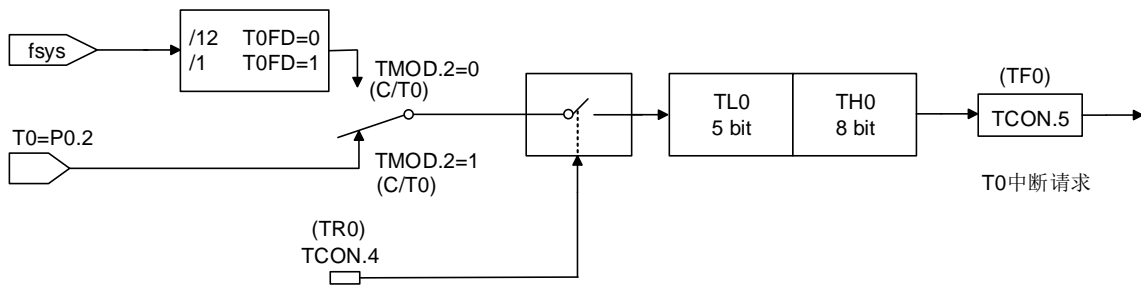 fsys
/12 T0FD=0
/1 T0FD=1
TMOD.2=0
(C/T0)
T0=P0.2
TMOD.2=1
(C/T0)
(TR0)
TCON.4
TL0
5 bit
TH0
8 bit
(TF0)
TCON.5
T0中断请求